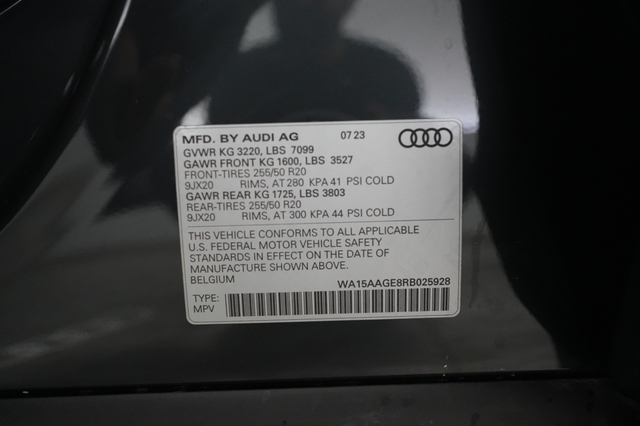 MFD. BY AUDI AG 07 23
GVWR KG 3220, LBS 7099
GAWR FRONT KG 1600, LBS 3527
FRONT-TIRES 255/50 R20
9JX20 RIMS, AT 280 KPA 41 PSI COLD
GAWR REAR KG 1725, LBS 3803
REAR-TIRES 255/50 R20
9JX20 RIMS, AT 300 KPA 44 PSI COLD
THIS VEHICLE CONFORMS TO ALL APPLICABLE
U.S. FEDERAL MOTOR VEHICLE SAFETY
STANDARDS IN EFFECT ON THE DATE OF
MANUFACTURE SHOWN ABOVE.
BELGIUM WA15AAGE8RB025928
TYPE:
MPV